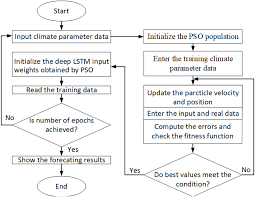 Start
Input climate parameter data
Initialize the PSO population
Initialize the deep LSTM input
weights obtained by PSO
Enter the training climate
parameter data
Read the training data
Update the particle velocity
and position
Enter the input and real data
Compute the errors and
check the fitness function
No
Is number of epochs
achieved?
Yes
Show the forecating results
End
Yes
Do best values meet the
condition?
No